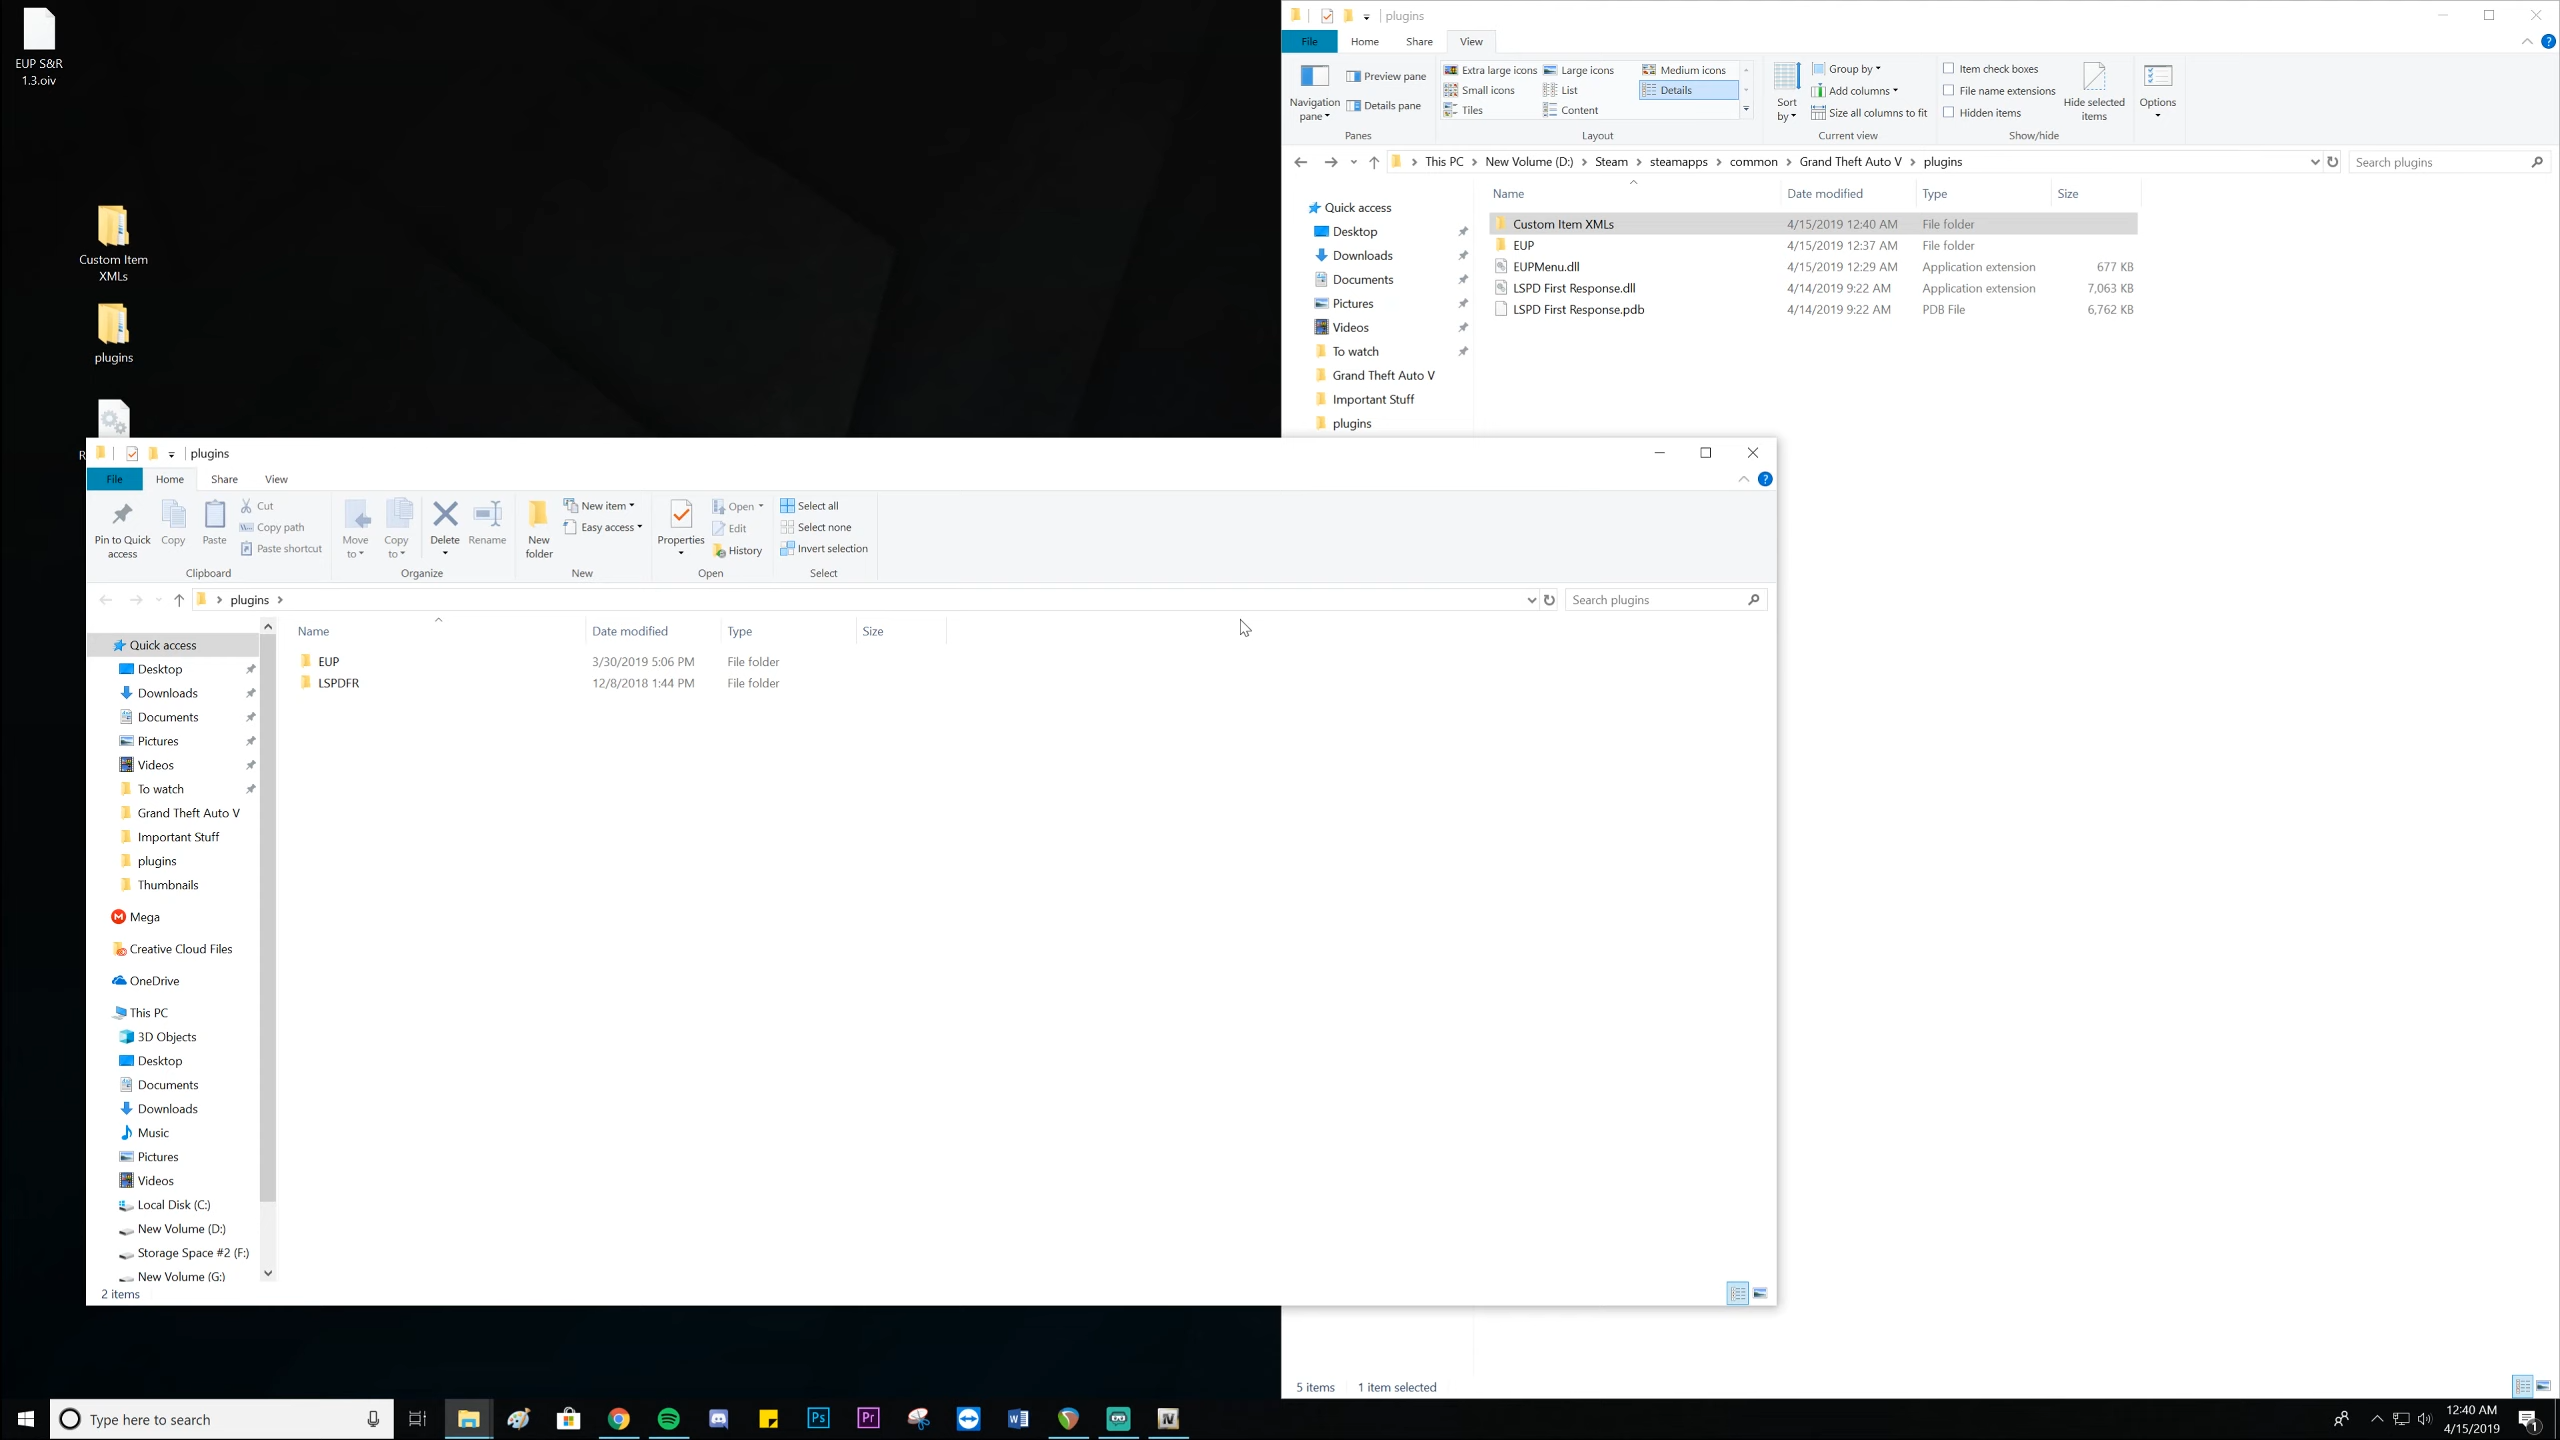 EUP S&R
1.3.oiv
Custom Item
XMLs
plugins
R
plugins
File Home Share View
Navigation
pane
Preview pane
Details pane
Panes
Extra large icons Large icons Medium icons
Small icons List Details
Tiles Content
Layout
Sort
by
Group by
Add columns
Size all columns to fit
Current view
Item check boxes
File name extensions
Hidden items
Hide selected
items
Show/hide
Options
This PC New Volume (D:) Steam steamapps common Grand Theft Auto V plugins
Search plugins
Quick access
Desktop
Downloads
Documents
Pictures
Videos
To watch
Grand Theft Auto V
Important Stuff
plugins
Name Date modified Type Size
Custom Item XMLs 4/15/2019 12:40 AM File folder
EUP 4/15/2019 12:37 AM File folder
EUPMenu.dll 4/15/2019 12:29 AM Application extension 677 KB
LSPD First Response.dll 4/14/2019 9:22 AM Application extension 7,063 KB
LSPD First Response.pdb 4/14/2019 9:22 AM PDB File 6,762 KB
5 items 1 item selected
plugins
File Home Share View
Pin to Quick
access
Copy
Paste
Cut
Copy path
Paste shortcut
Clipboard
Move
to
Copy
to
Delete
Rename
Organize
New
folder
New item
Easy access
New
Properties
Open
Edit
History
Open
Select all
Select none
Invert selection
Select
plugins
Search plugins
Quick access
Desktop
Downloads
Documents
Pictures
Videos
To watch
Grand Theft Auto V
Important Stuff
plugins
Thumbnails
Mega
Creative Cloud Files
OneDrive
This PC
3D Objects
Desktop
Documents
Downloads
Music
Pictures
Videos
Local Disk (C:)
New Volume (D:)
Storage Space #2 (F:)
New Volume (G:)
Name Date modified Type Size
EUP 3/30/2019 5:06 PM File folder
LSPDFR 12/8/2018 1:44 PM File folder
2 items
Type here to search
Ps
Pr
IV
12:40 AM
4/15/2019
1